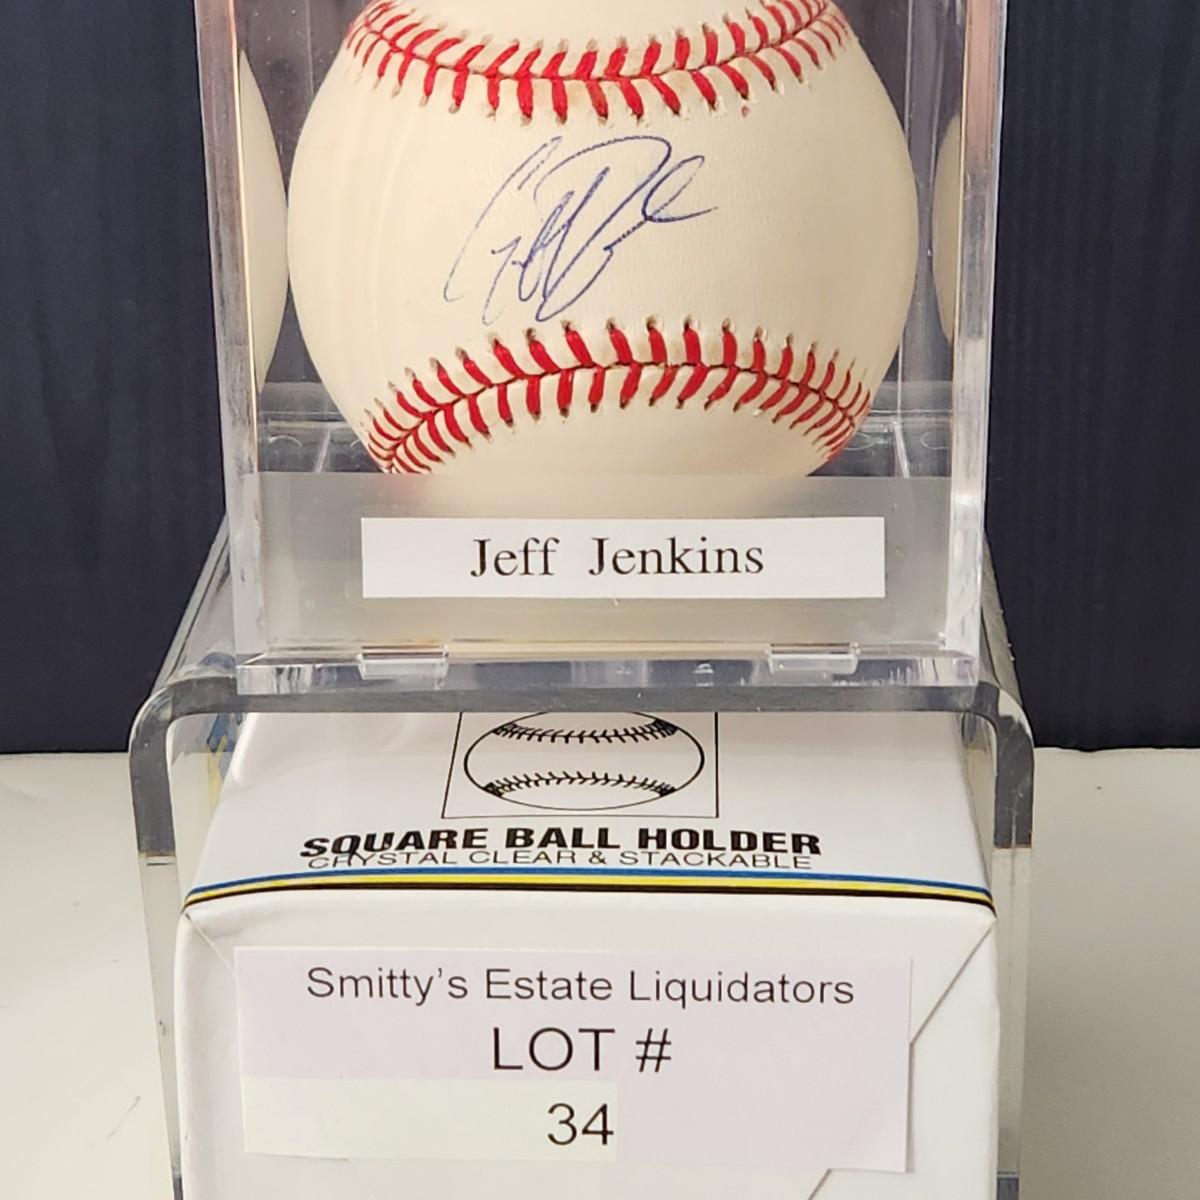 Jeff Jenkins
SQUARE BALL HOLDER
CRYSTAL CLEAR & STACKABLE
Smitty's Estate Liquidators
LOT #
34